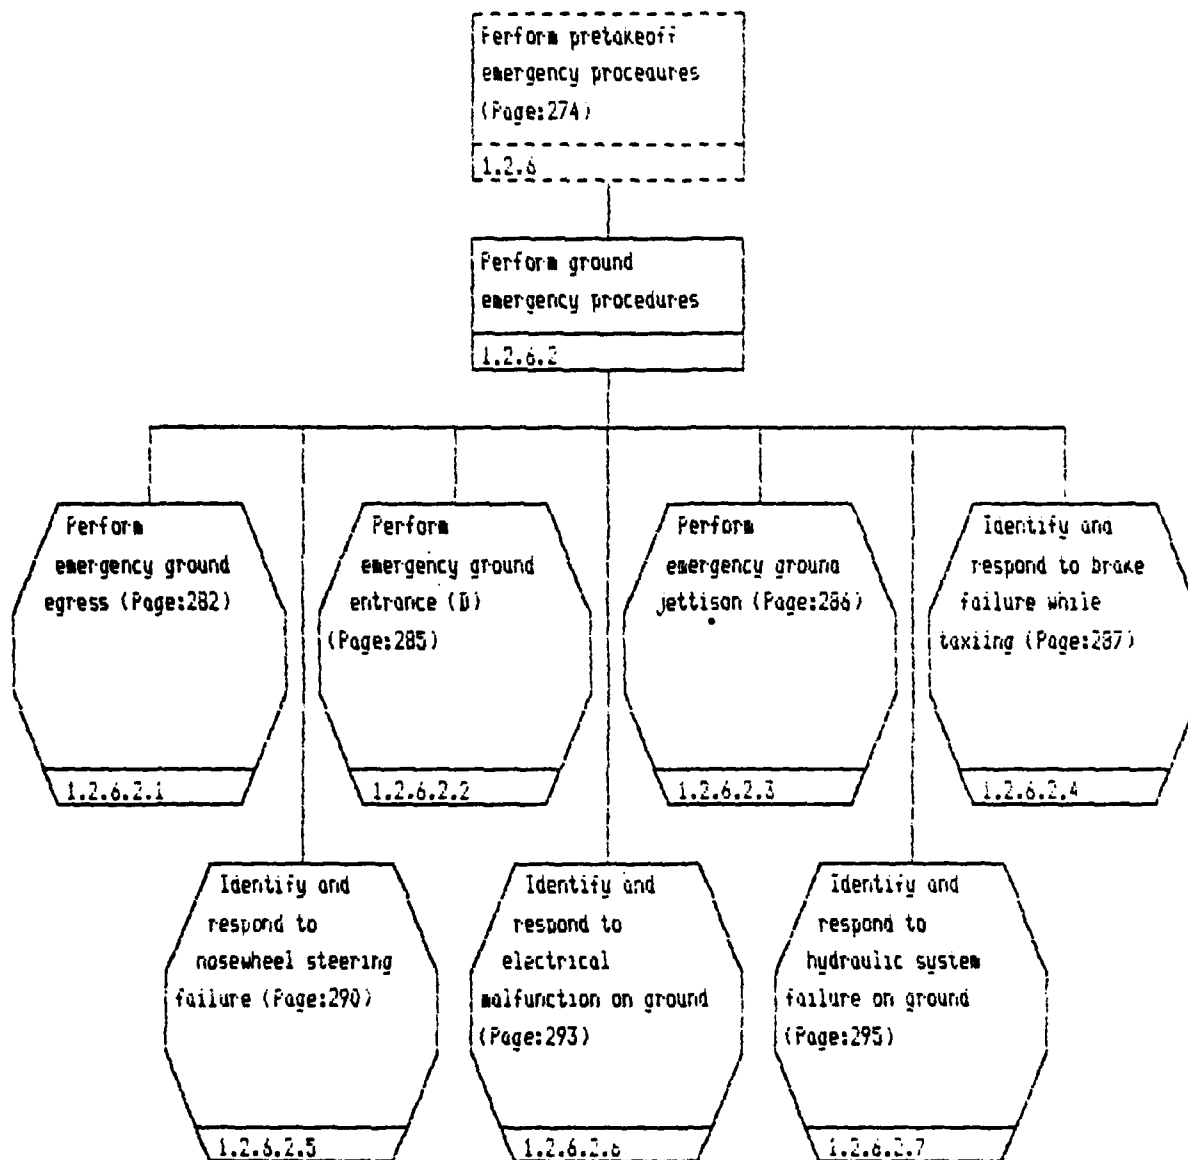 Perform pretakeoff
emergency procedures
(Page:274)
1.2.6
Perform ground
emergency procedures
1.2.6.2
Perform
emergency ground
egress (Page:282)
1.2.6.2.1
Perform
emergency ground
entrance (D)
(Page:285)
1.2.6.2.2
Perform
emergency ground
jettison (Page:286)
1.2.6.2.3
Identify and
respond to brake
failure while
taxiing (Page:287)
1.2.6.2.4
Identify and
respond to
nosewheel steering
failure (Page:290)
1.2.6.2.5
Identify and
respond to
electrical
malfunction on ground
(Page:293)
1.2.6.2.6
Identify and
respond to
hydraulic system
failure on ground
(Page:295)
1.2.6.2.7